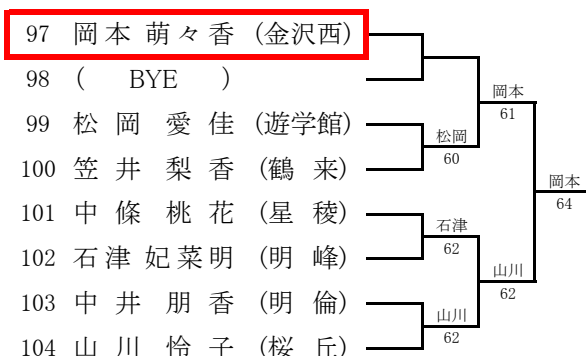 97 岡本 萌々香 (金沢西)
98 ( BYE )
岡本
61
99 松岡 愛佳 (遊学館)
松岡
60
100 笠井 梨香 (鶴来)
岡本
64
101 中條 桃花 (星稜)
石津
62
102 石津 妃菜明 (明峰)
山川
62
103 中井 朋香 (明倫)
山川
62
104 山川 怜子 (桜丘)